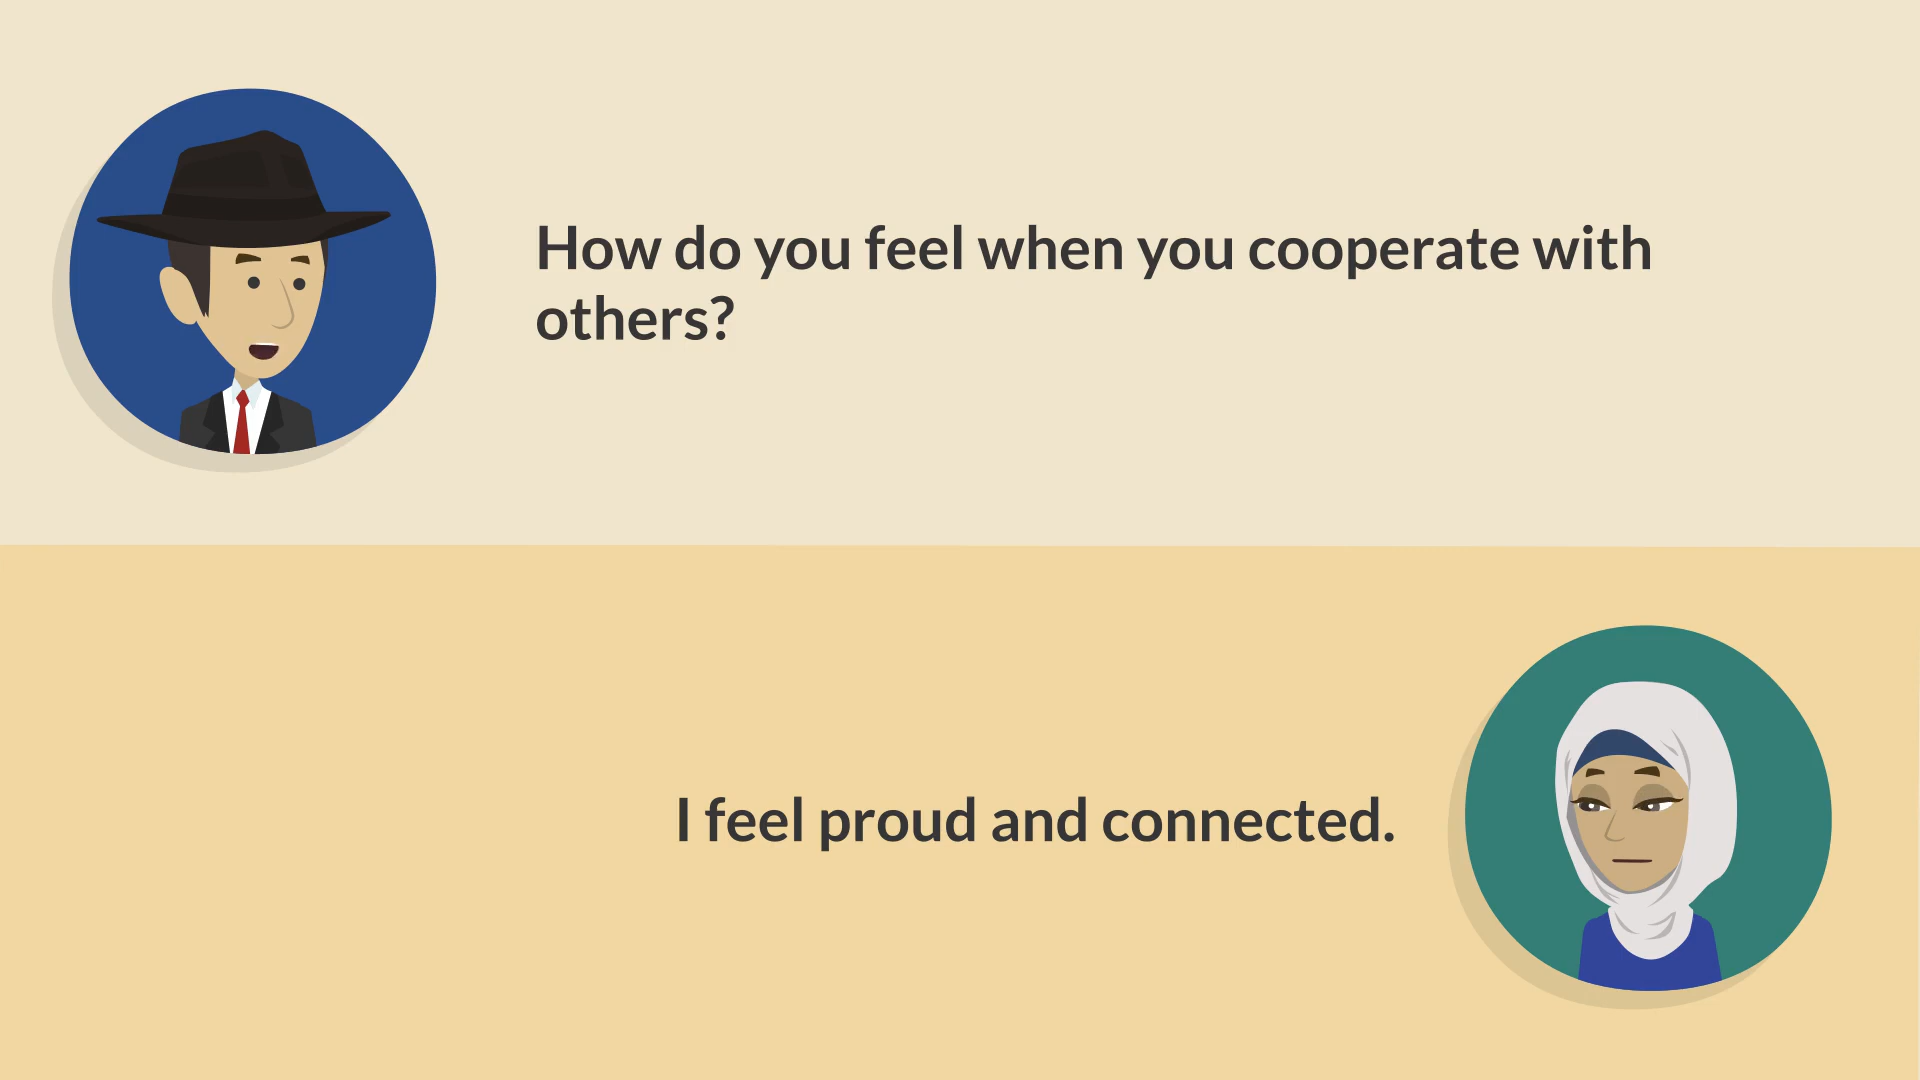 How do you feel when you cooperate with
others?
I feel proud and connected.